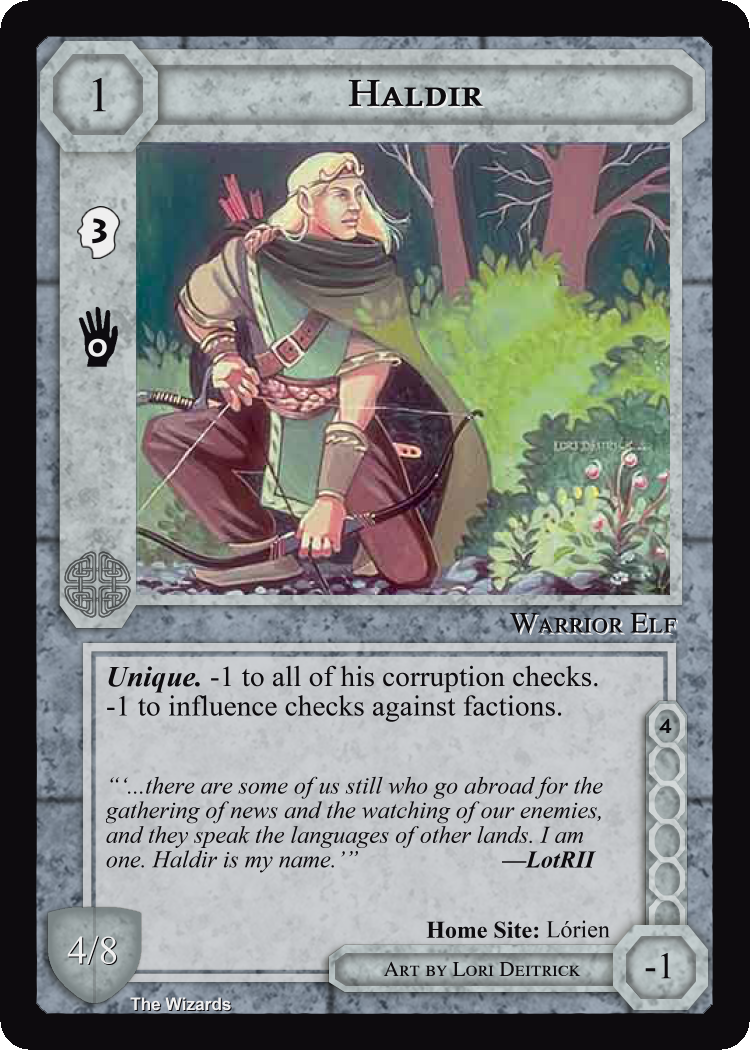 1
HALDIR
3
0
LORI DEITRICK
WARRIOR ELF
Unique. -1 to all of his corruption checks.
-1 to influence checks against factions.
4
“‘...there are some of us still who go abroad for the
gathering of news and the watching of our enemies,
and they speak the languages of other lands. I am
one. Haldir is my name.’” —LotRII
Home Site: Lórien
4/8
ART BY LORI DEITRICK
-1
The Wizards